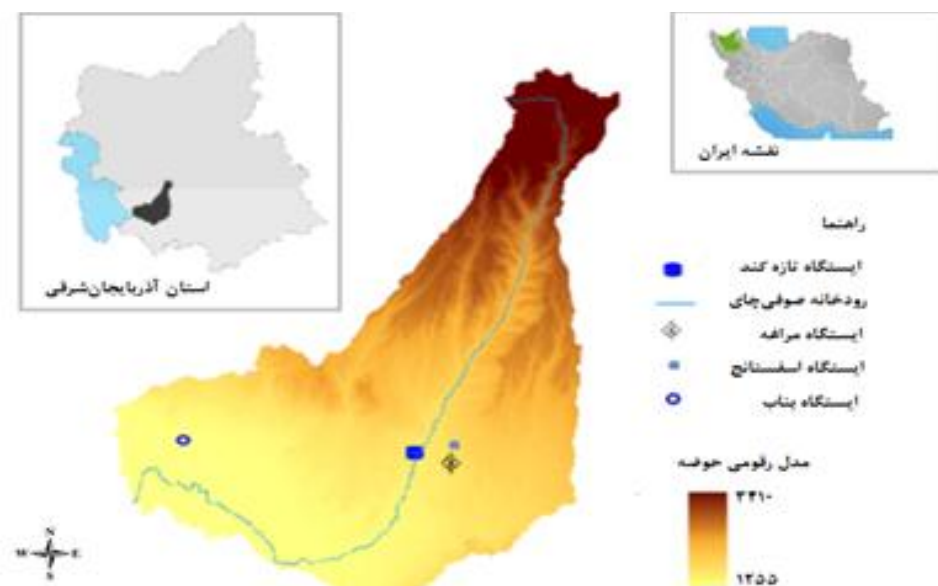 نقشه ایران
استان آذربایجان‌شرقی
راهنما
ایستگاه تازه کند
رودخانه صوفی‌چای
ایستگاه مراغه
ایستگاه اسفستانج
ایستگاه بناب
مدل رقومی حوضه
۳۴۱۰
۱۲۵۵
N
W E
S